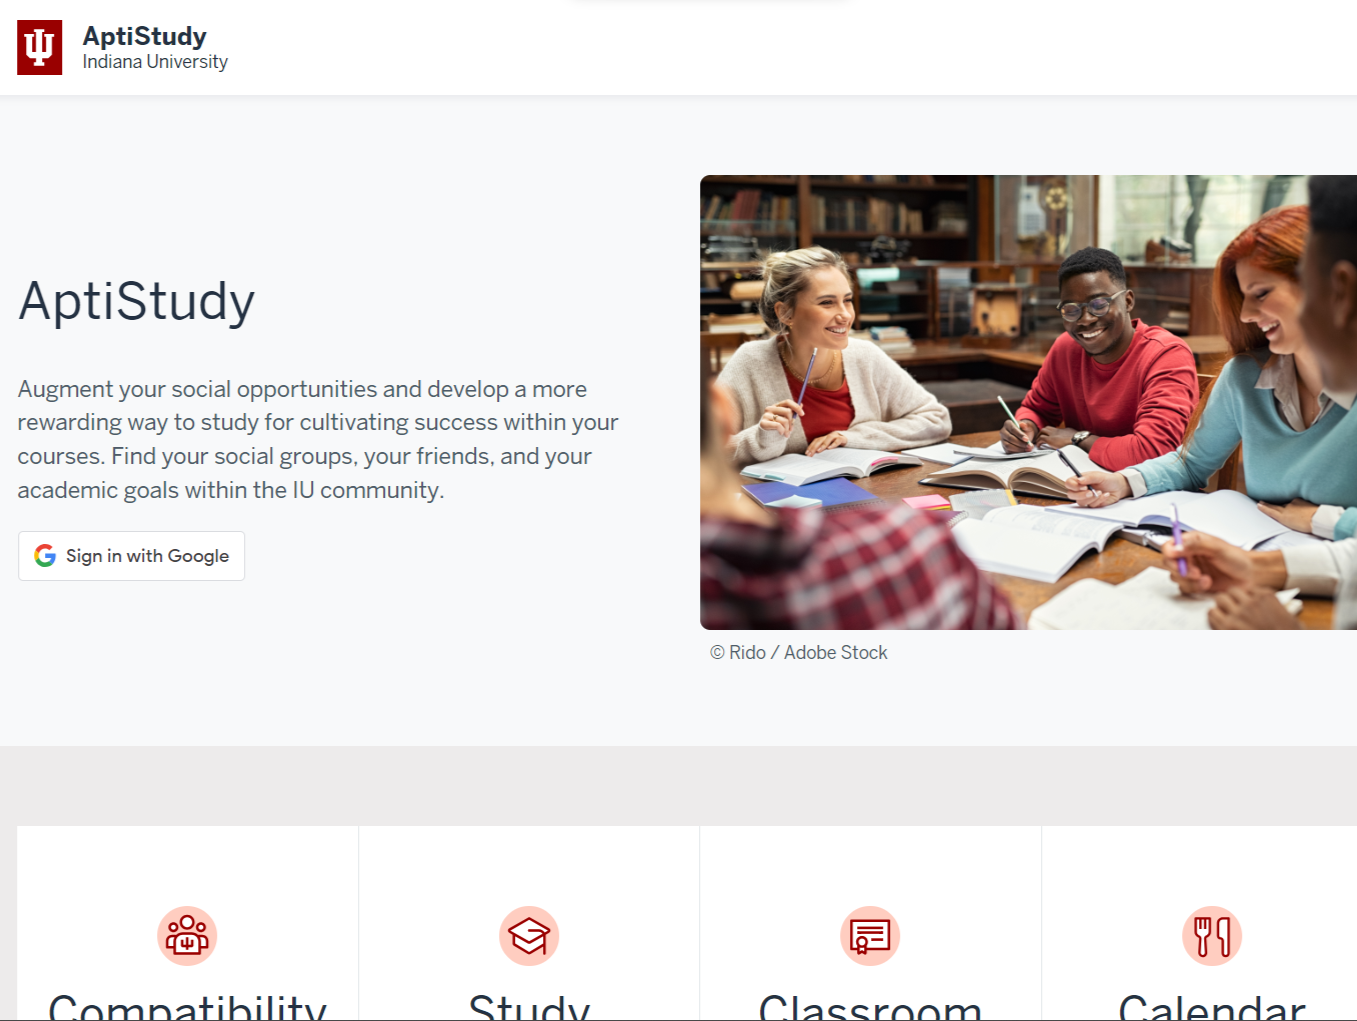 AptiStudy
Indiana University
AptiStudy
Augment your social opportunities and develop a more
rewarding way to study for cultivating success within your
courses. Find your social groups, your friends, and your
academic goals within the IU community.
Sign in with Google
© Rido / Adobe Stock
Compatibility
Study
Classroom
Calendar